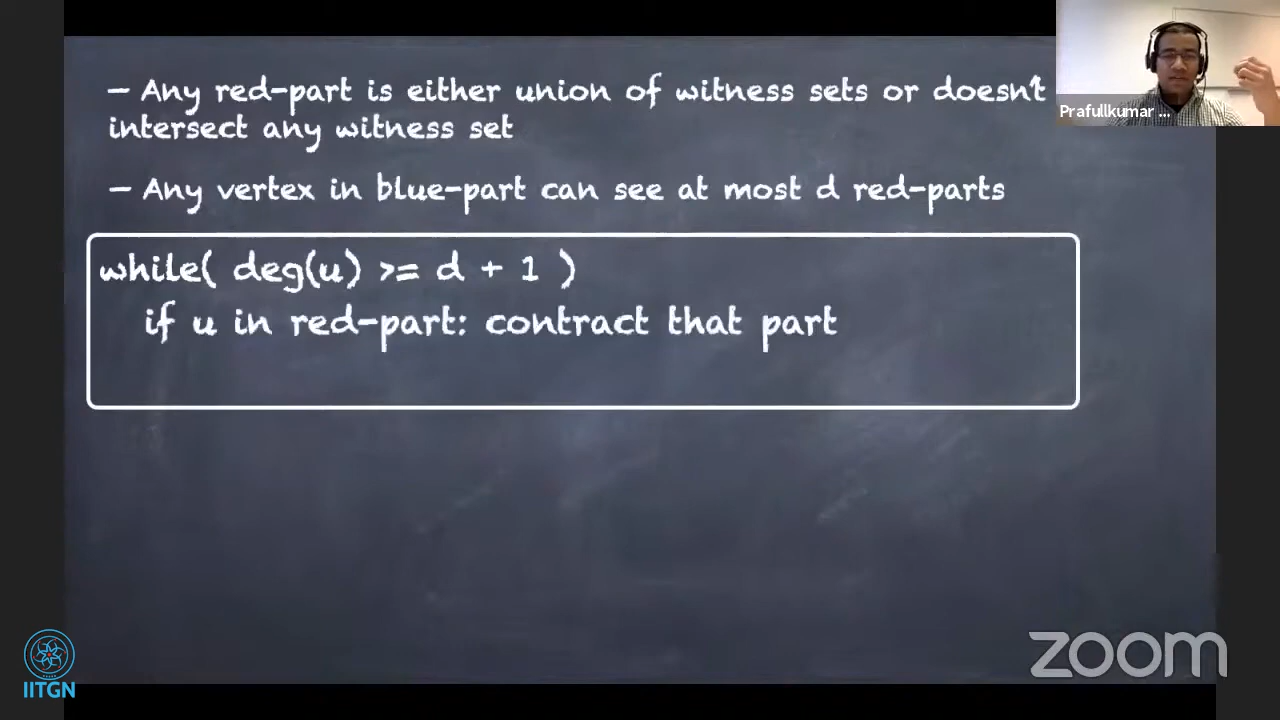 – Any red-part is either union of witness sets or doesn't
intersect any witness set
– Any vertex in blue-part can see at most d red-parts
while( deg(u) >= d + 1 )
if u in red-part: contract that part
Prafullkumar ...
IITGN
zoom